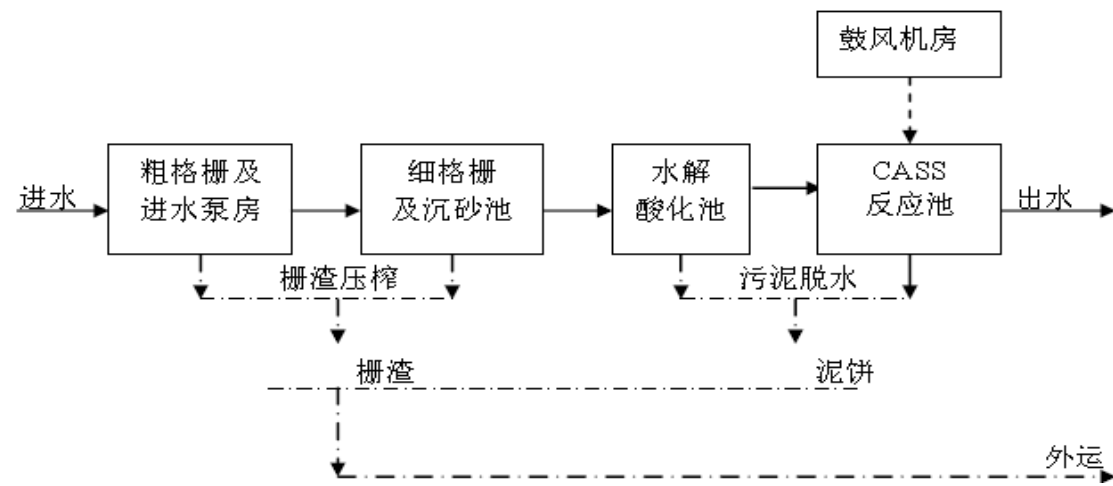 鼓风机房
进水
粗格栅及
进水泵房
细格栅
及沉砂池
水解
酸化池
CASS
反应池
出水
栅渣压榨
污泥脱水
栅渣
泥饼
外运